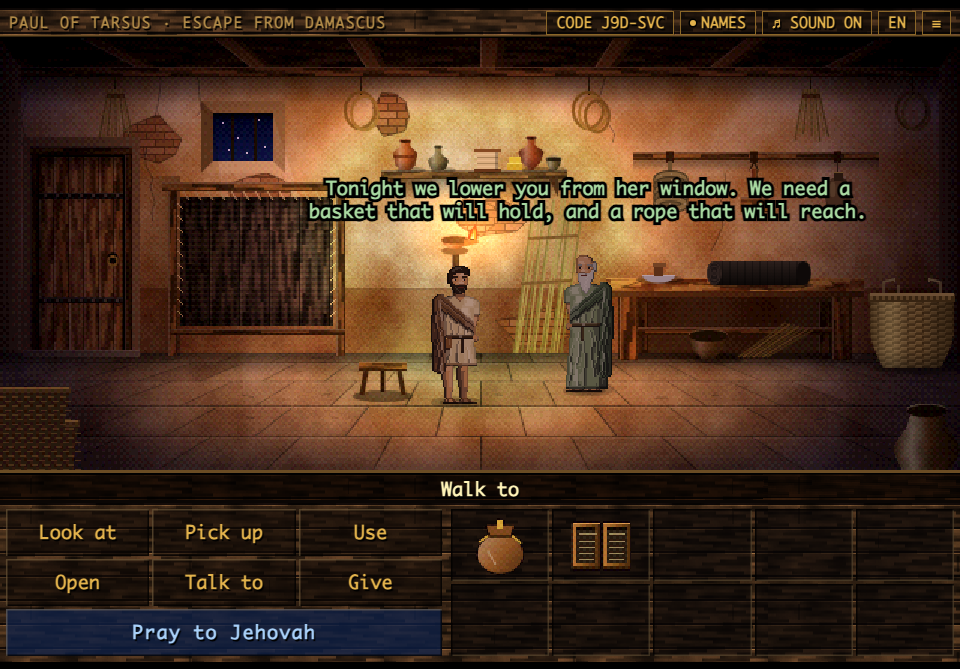 PAUL OF TARSUS · ESCAPE FROM DAMASCUS
CODE J9D-SVC
●NAMES
♬ SOUND ON
EN
≡
Tonight we lower you from her window. We need a
basket that will hold, and a rope that will reach.
Walk to
Look at
Pick up
Use
Open
Talk to
Give
Pray to Jehovah